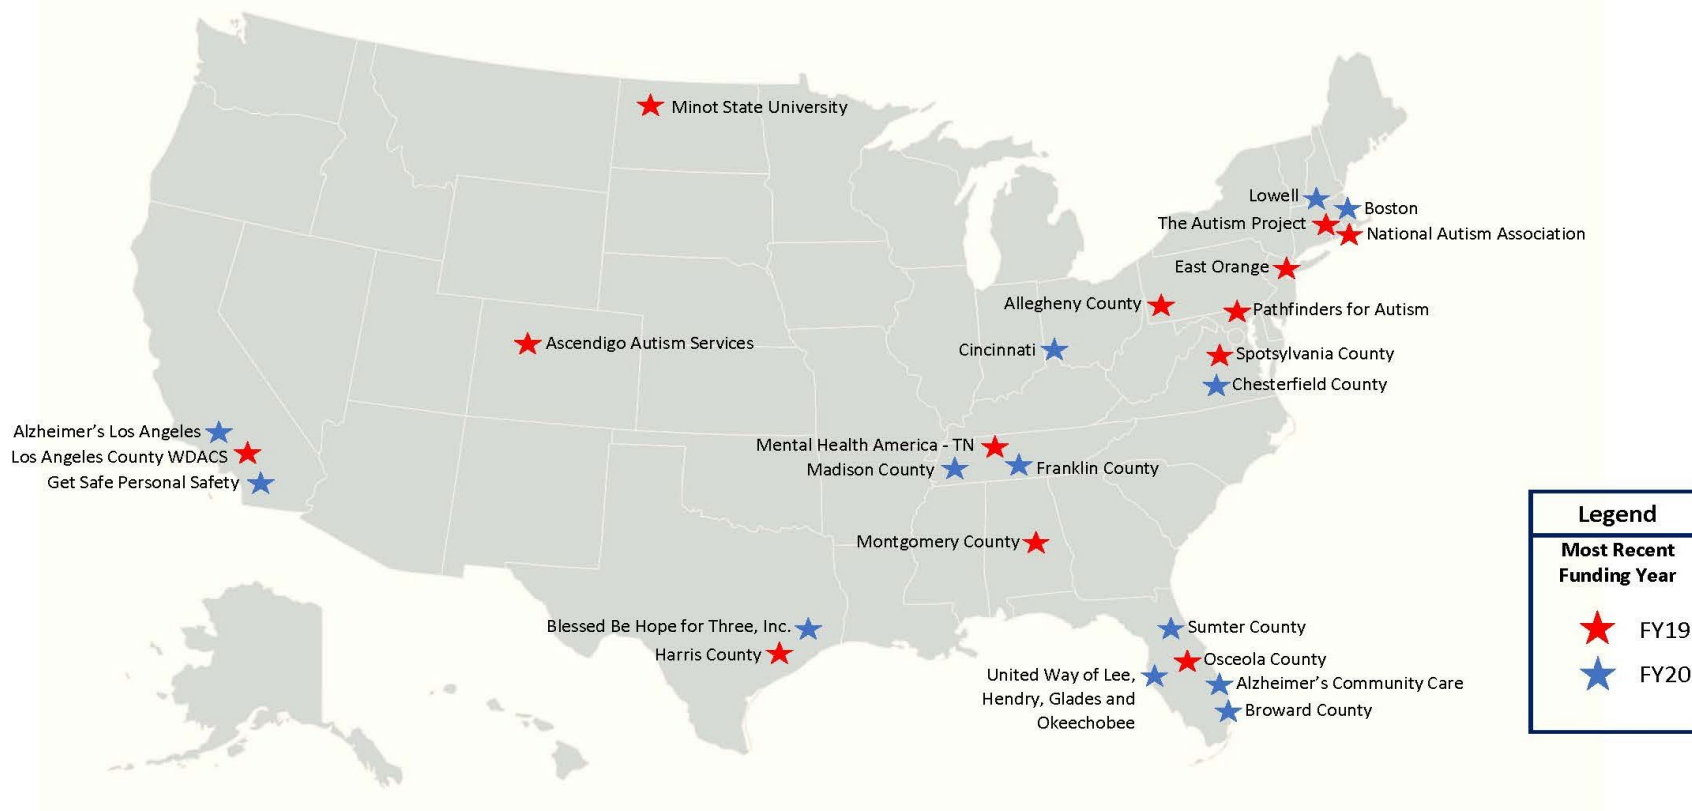 Minot State University
Lowell
Boston
The Autism Project
National Autism Association
East Orange
Allegheny County
Pathfinders for Autism
Ascendigo Autism Services
Cincinnati
Spotsylvania County
Chesterfield County
Alzheimer's Los Angeles
Los Angeles County WDACS
Get Safe Personal Safety
Mental Health America - TN
Madison County
Franklin County
Montgomery County
Blessed Be Hope for Three, Inc.
Harris County
Sumter County
Osceola County
United Way of Lee,
Hendry, Glades and
Okeechobee
Alzheimer's Community Care
Broward County
Legend
Most Recent
Funding Year
FY19
FY20